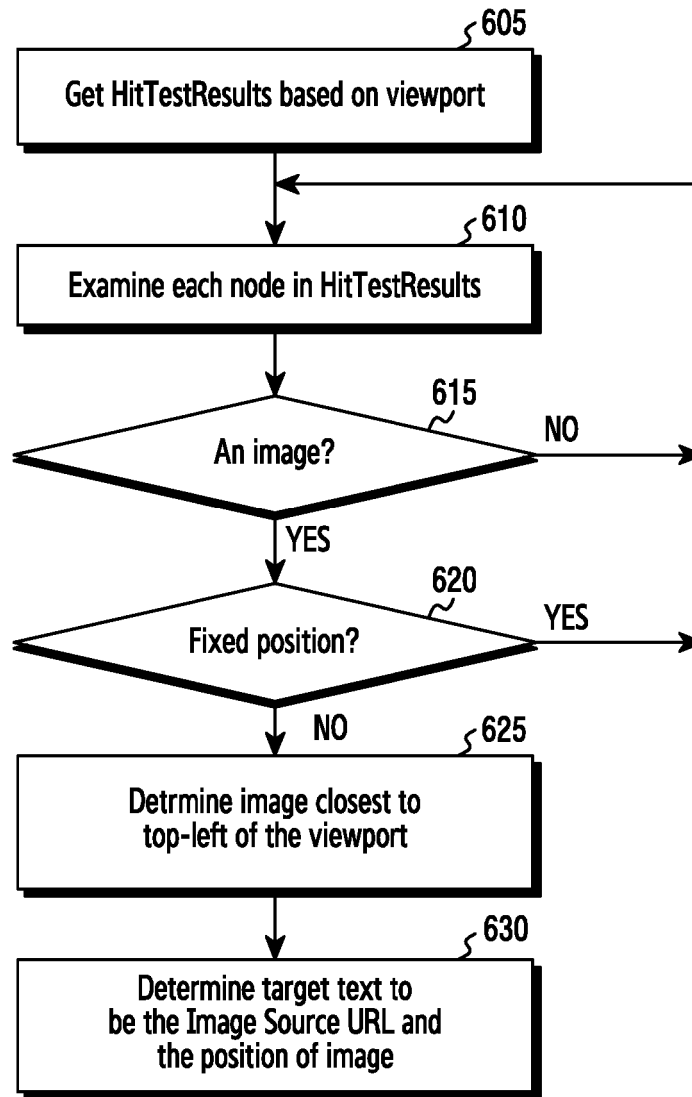 605
Get HitTestResults based on viewport
610
Examine each node in HitTestResults
615
An image?
NO
YES
620
Fixed position?
YES
NO
625
Detrmine image closest to
top-left of the viewport
630
Determine target text to
be the Image Source URL and
the position of image